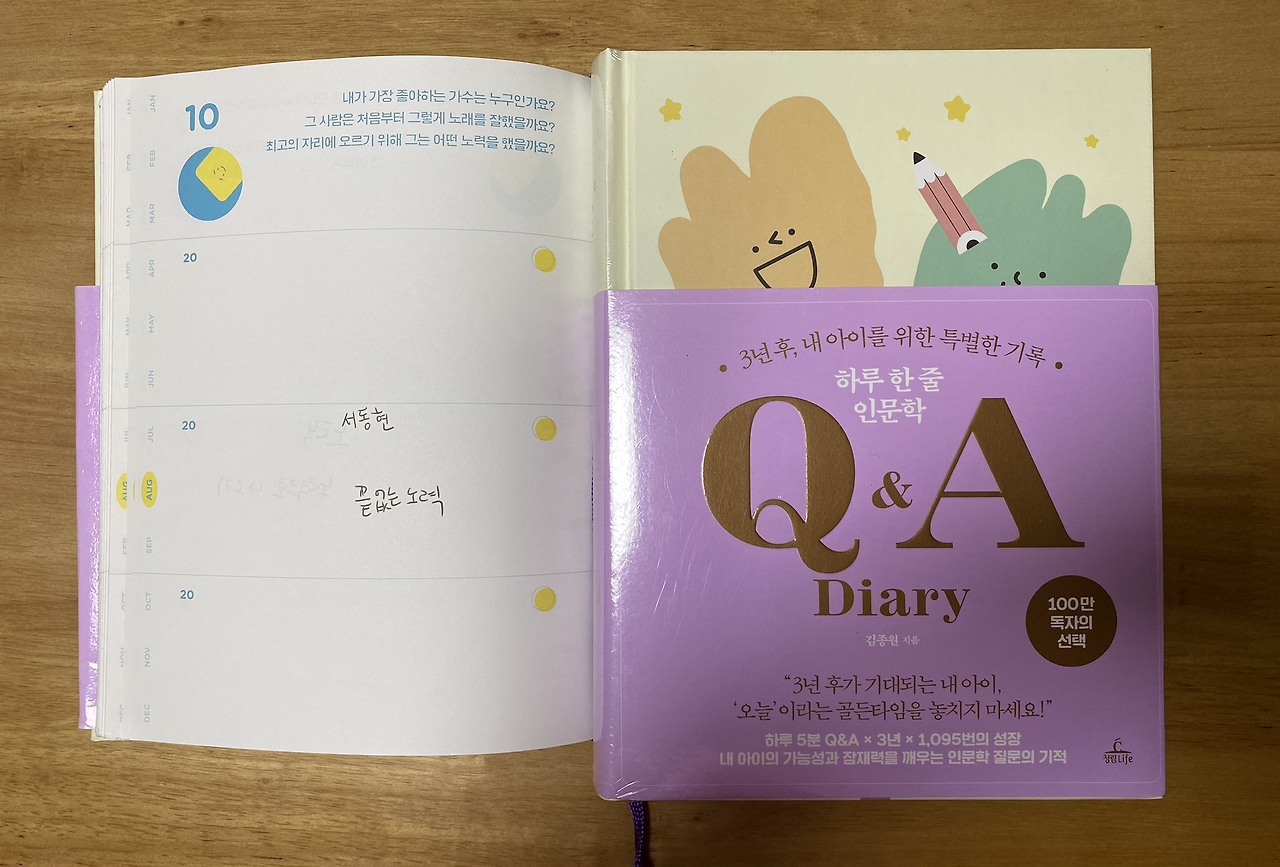 10
내가 가장 좋아하는 가수는 누구인가요?
그 사람은 처음부터 그렇게 노래를 잘했을까요?
최고의 자리에 오르기 위해 그는 어떤 노력을 했을까요?
JAN
FEB
MAR
APR
MAY
JUN
JUL
AUG
SEP
OCT
NOV
DEC
20
20
서동현
끝없는 노력
20
3년 후, 내 아이를 위한 특별한 기록
하루 한 줄
인문학
Q & A
Diary
김종원 지음
100만
독자의
선택
“3년 후가 기대되는 내 아이,
‘오늘’이라는 골든타임을 놓치지 마세요!”
하루 5분 Q&A × 3년 × 1,095번의 성장
내 아이의 가능성과 잠재력을 깨우는 인문학 질문의 기적
청림Life